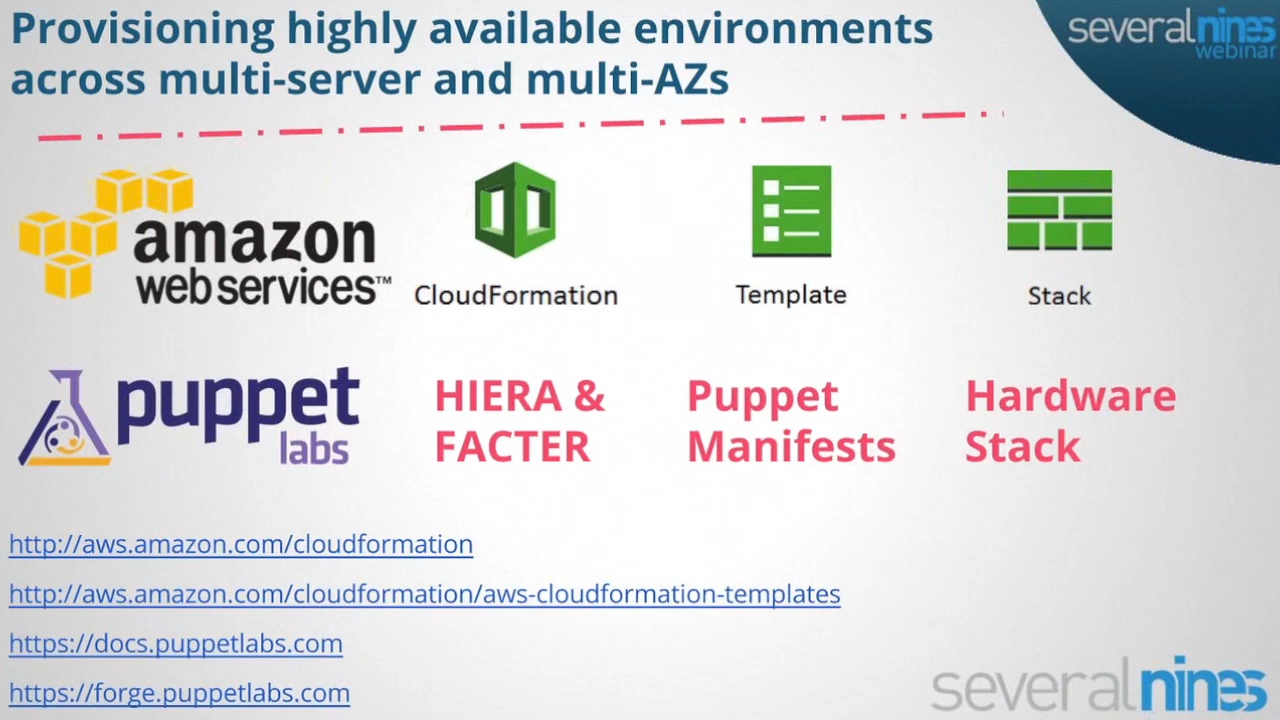 Provisioning highly available environments
across multi-server and multi-AZs
severalnines
webinar
amazon
web services™
CloudFormation
Template
Stack
puppet
labs
HIERA &
FACTER
Puppet
Manifests
Hardware
Stack
http://aws.amazon.com/cloudformation
http://aws.amazon.com/cloudformation/aws-cloudformation-templates
https://docs.puppetlabs.com
https://forge.puppetlabs.com
severalnines